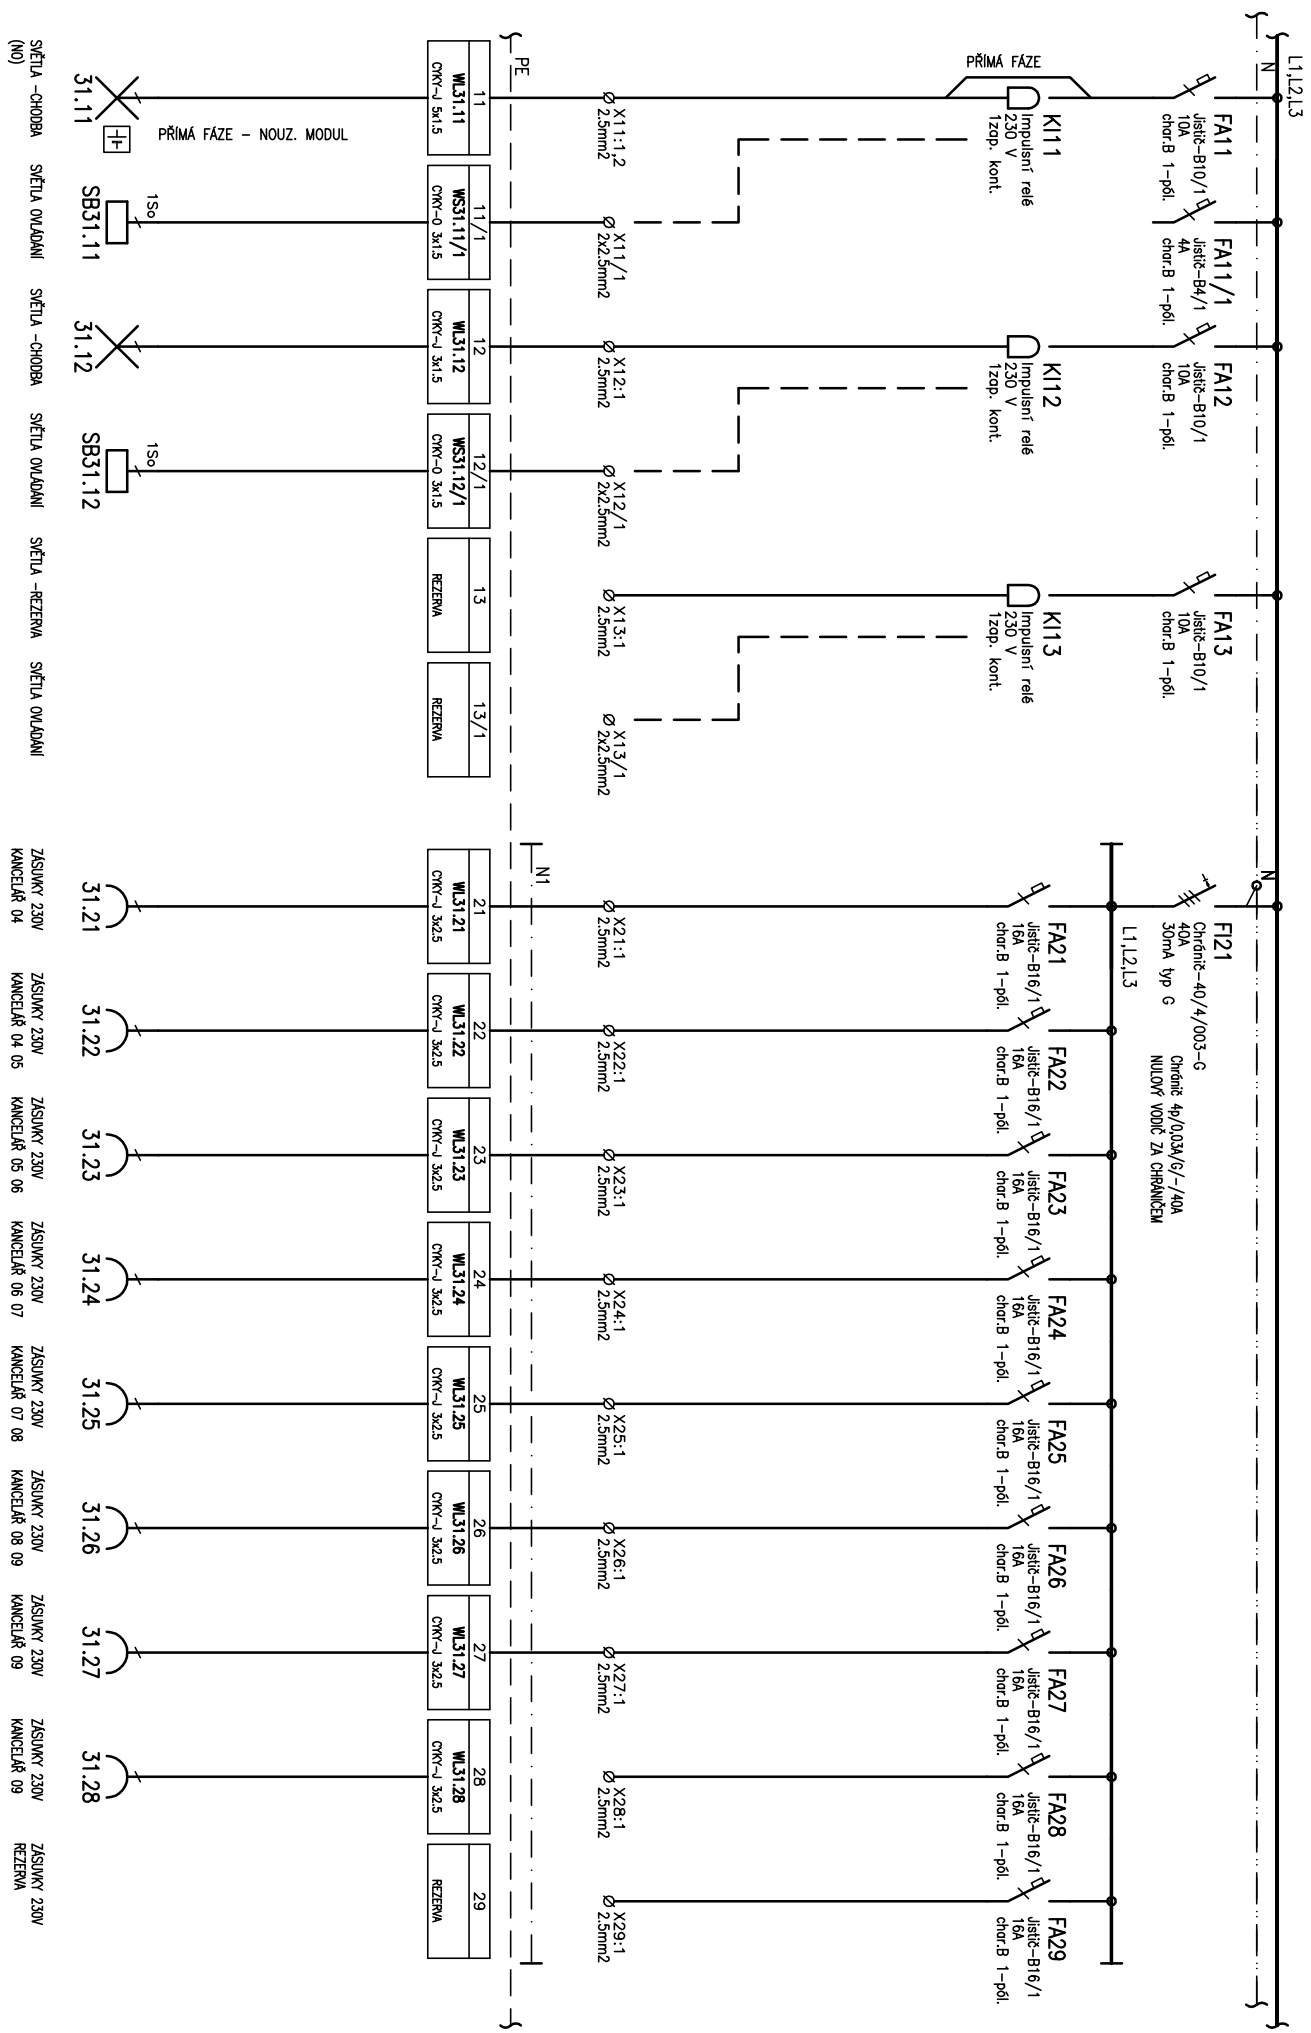 L1,L2,L3
N
FA11
Jistič-B10/1
10A
char.B 1-pól.
FA11/1
Jistič-B4/1
4A
char.B 1-pól.
FA12
Jistič-B10/1
10A
char.B 1-pól.
FA13
Jistič-B10/1
10A
char.B 1-pól.
N
FI21
Chránič-40/4/003-G
40A
30mA typ G
Chránič 4p/0,03A/G/-/40A
NULOVÝ VODIČ ZA CHRÁNIČEM
L1,L2,L3
PŘÍMÁ FÁZE
KI11
Impulsní relé
230 V
1zap. kont.
KI12
Impulsní relé
230 V
1zap. kont.
KI13
Impulsní relé
230 V
1zap. kont.
FA21
Jistič-B16/1
16A
char.B 1-pól.
FA22
Jistič-B16/1
16A
char.B 1-pól.
FA23
Jistič-B16/1
16A
char.B 1-pól.
FA24
Jistič-B16/1
16A
char.B 1-pól.
FA25
Jistič-B16/1
16A
char.B 1-pól.
FA26
Jistič-B16/1
16A
char.B 1-pól.
FA27
Jistič-B16/1
16A
char.B 1-pól.
FA28
Jistič-B16/1
16A
char.B 1-pól.
FA29
Jistič-B16/1
16A
char.B 1-pól.
X11:1,2
2.5mm2
X11/1
2x2.5mm2
X12:1
2.5mm2
X12/1
2x2.5mm2
X13:1
2.5mm2
X13/1
2x2.5mm2
X21:1
2.5mm2
X22:1
2.5mm2
X23:1
2.5mm2
X24:1
2.5mm2
X25:1
2.5mm2
X26:1
2.5mm2
X27:1
2.5mm2
X28:1
2.5mm2
X29:1
2.5mm2
PE
N1
11
WL31.11
CYKY-J 5x1.5
11/1
WS31.11/1
CYKY-O 3x1.5
12
WL31.12
CYKY-J 3x1.5
12/1
WS31.12/1
CYKY-O 3x1.5
13
REZERVA
13/1
REZERVA
21
WL31.21
CYKY-J 3x2.5
22
WL31.22
CYKY-J 3x2.5
23
WL31.23
CYKY-J 3x2.5
24
WL31.24
CYKY-J 3x2.5
25
WL31.25
CYKY-J 3x2.5
26
WL31.26
CYKY-J 3x2.5
27
WL31.27
CYKY-J 3x2.5
28
WL31.28
CYKY-J 3x2.5
29
REZERVA
PŘÍMÁ FÁZE - NOUZ. MODUL
31.11
1So
SB31.11
31.12
1So
SB31.12
31.21
31.22
31.23
31.24
31.25
31.26
31.27
31.28
SVĚTLA -CHODBA
(NO)
SVĚTLA OVLÁDÁNÍ
SVĚTLA -CHODBA
SVĚTLA OVLÁDÁNÍ
SVĚTLA -REZERVA
SVĚTLA OVLÁDÁNÍ
ZÁSUVKY 230V
KANCELÁŘ 04
ZÁSUVKY 230V
KANCELÁŘ 04 05
ZÁSUVKY 230V
KANCELÁŘ 05 06
ZÁSUVKY 230V
KANCELÁŘ 06 07
ZÁSUVKY 230V
KANCELÁŘ 07 08
ZÁSUVKY 230V
KANCELÁŘ 08 09
ZÁSUVKY 230V
KANCELÁŘ 09
ZÁSUVKY 230V
KANCELÁŘ 09
ZÁSUVKY 230V
REZERVA